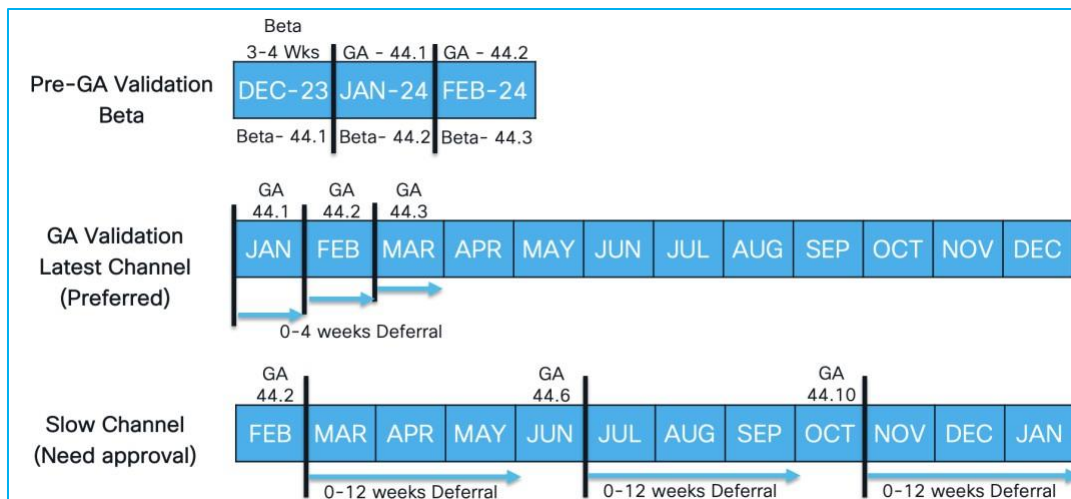 Beta
3-4 Wks GA - 44.1 GA - 44.2
Pre-GA Validation
Beta
DEC-23 JAN-24 FEB-24
Beta- 44.1 Beta- 44.2 Beta- 44.3
GA GA GA
44.1 44.2 44.3
GA Validation
Latest Channel
(Preferred)
JAN FEB MAR APR MAY JUN JUL AUG SEP OCT NOV DEC
0-4 weeks Deferral
GA GA GA
44.2 44.6 44.10
Slow Channel
(Need approval)
FEB MAR APR MAY JUN JUL AUG SEP OCT NOV DEC JAN
0-12 weeks Deferral 0-12 weeks Deferral 0-12 weeks Deferral